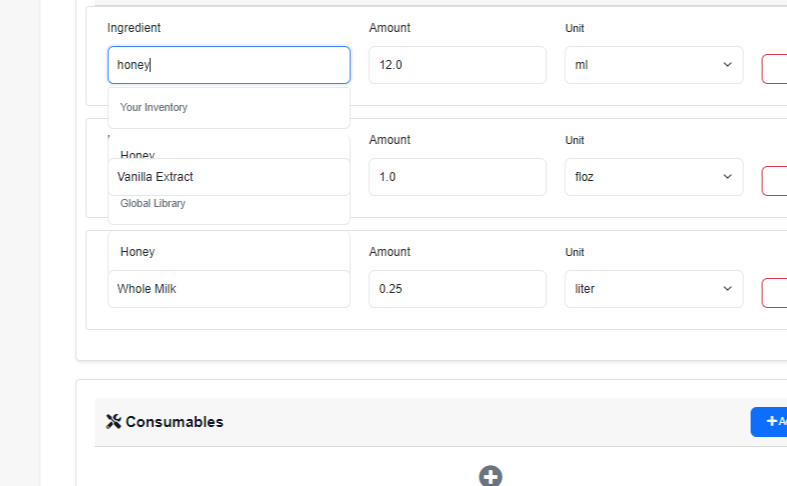 Ingredient Amount Unit
honey 12.0 ml
Your Inventory
Amount Unit
Honey
Vanilla Extract 1.0 floz
Global Library
Honey Amount Unit
Whole Milk 0.25 liter
Consumables